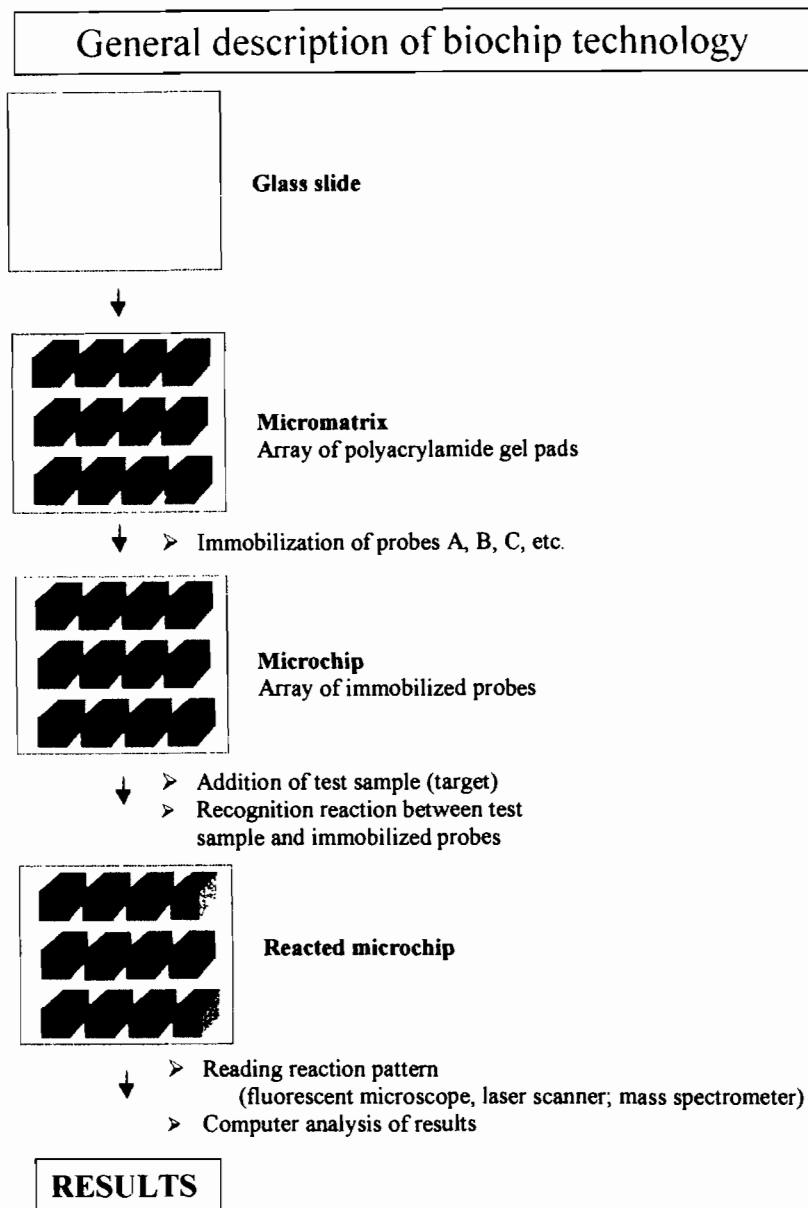 General description of biochip technology
Glass slide
Micromatrix
Array of polyacrylamide gel pads
➢ Immobilization of probes A, B, C, etc.
Microchip
Array of immobilized probes
➢ Addition of test sample (target)
➢ Recognition reaction between test
sample and immobilized probes
Reacted microchip
➢ Reading reaction pattern
(fluorescent microscope, laser scanner; mass spectrometer)
➢ Computer analysis of results
RESULTS